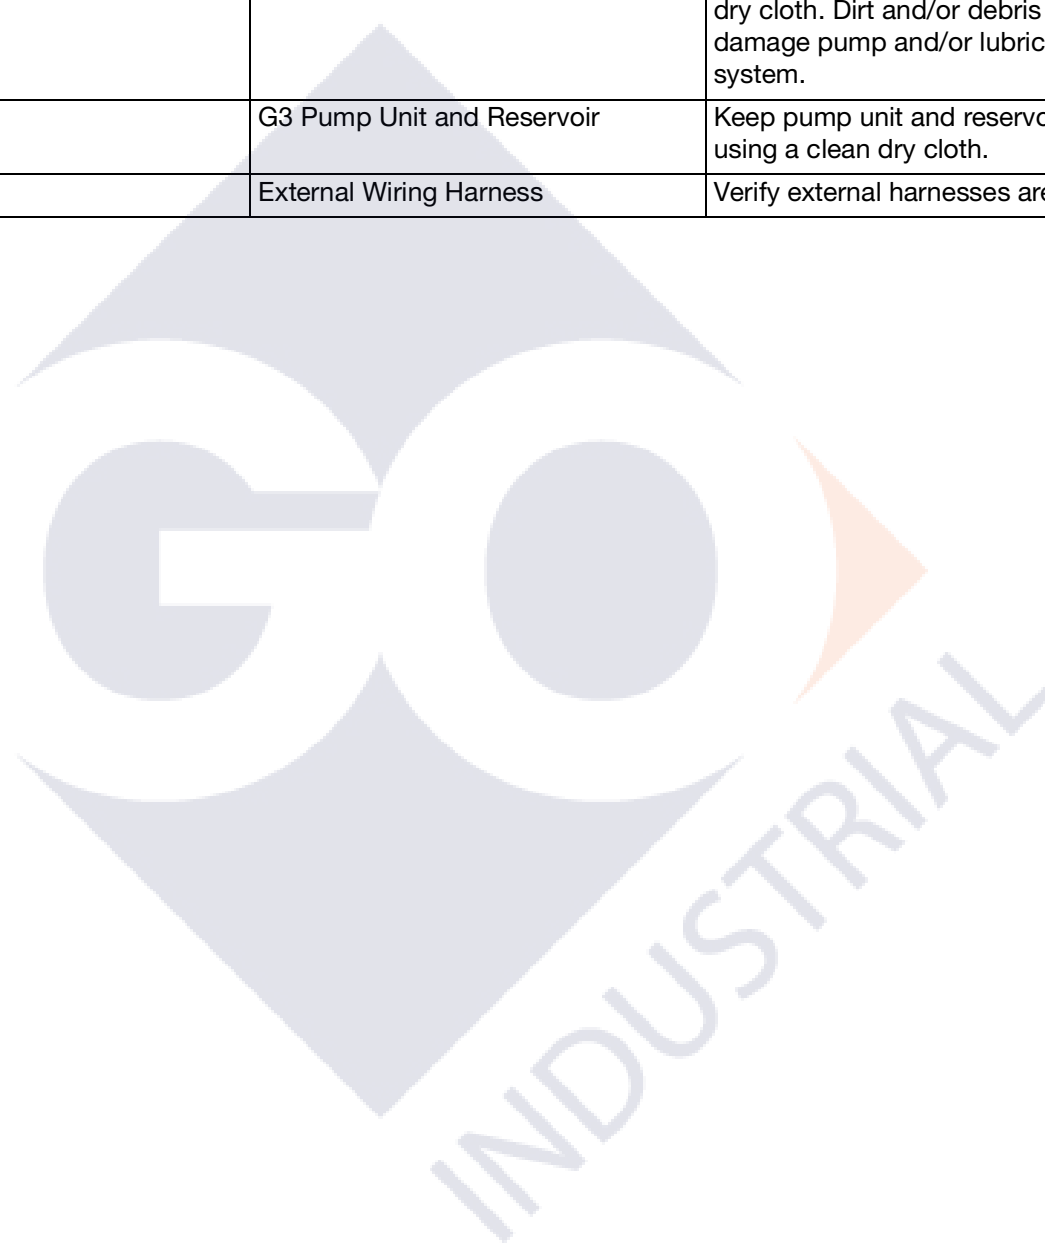 dry cloth. Dirt and/or debris
damage pump and/or lubric
system.
G3 Pump Unit and Reservoir
Keep pump unit and reservo
using a clean dry cloth.
External Wiring Harness
Verify external harnesses are
GO
INDUSTRIAL